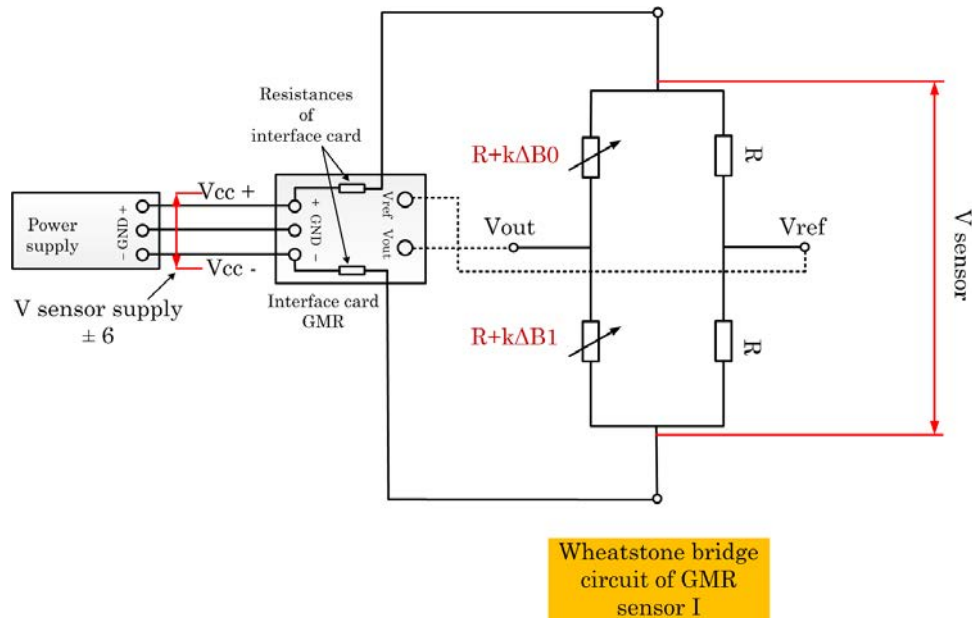 Resistances
of
interface card
Vcc +
Power
supply
+
GND
-
+
GND
-
Vref
Vout
Vcc -
V sensor supply
± 6
Interface card
GMR
R+kΔB0
R
Vout
Vref
R+kΔB1
R
V sensor
Wheatstone bridge
circuit of GMR
sensor I